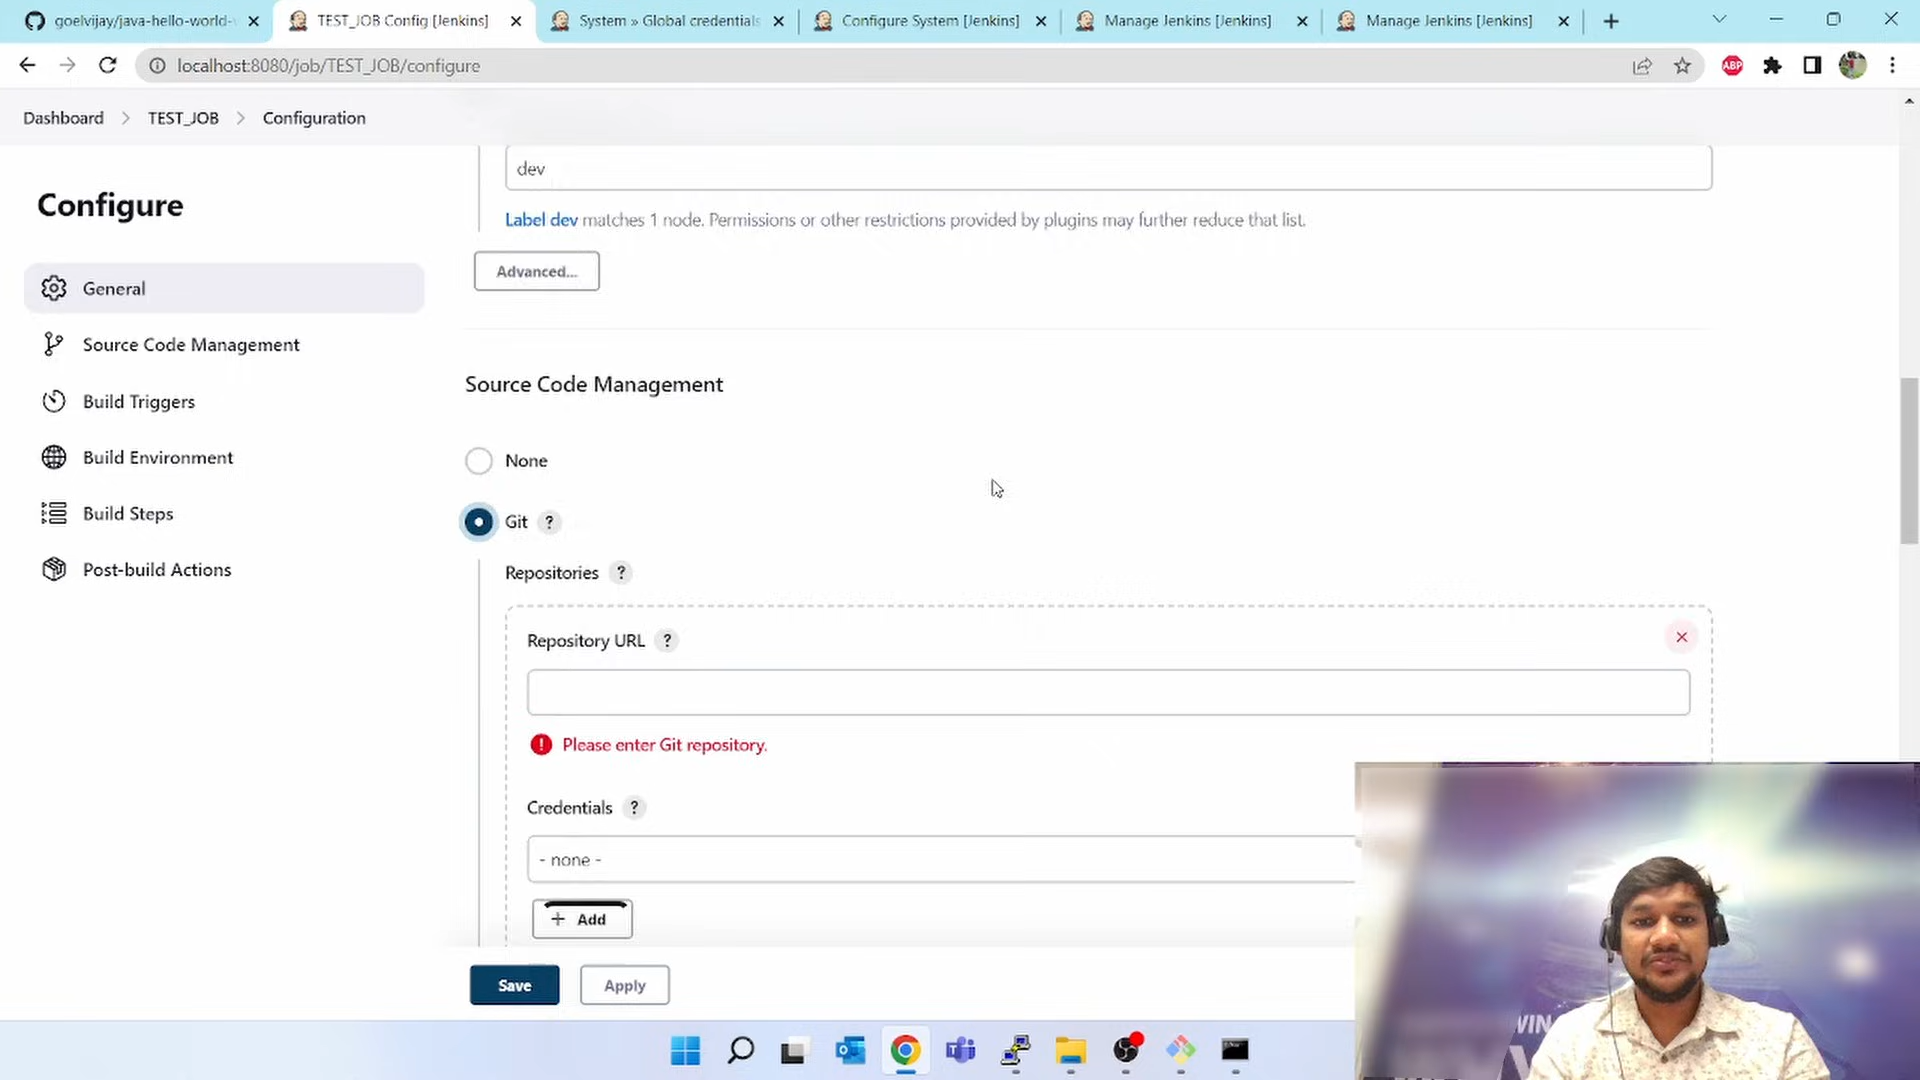 goelvijay/java-hello-world-
TEST_JOB Config [Jenkins]
System » Global credentials
Configure System [Jenkins]
Manage Jenkins [Jenkins]
Manage Jenkins [Jenkins]
localhost:8080/job/TEST_JOB/configure
ABP
Dashboard
TEST_JOB
Configuration
Configure
General
Source Code Management
Build Triggers
Build Environment
Build Steps
Post-build Actions
dev
Label dev matches 1 node. Permissions or other restrictions provided by plugins may further reduce that list.
Advanced...
Source Code Management
None
Git ?
Repositories ?
Repository URL ?
Please enter Git repository.
Credentials ?
- none -
+ Add
Save
Apply